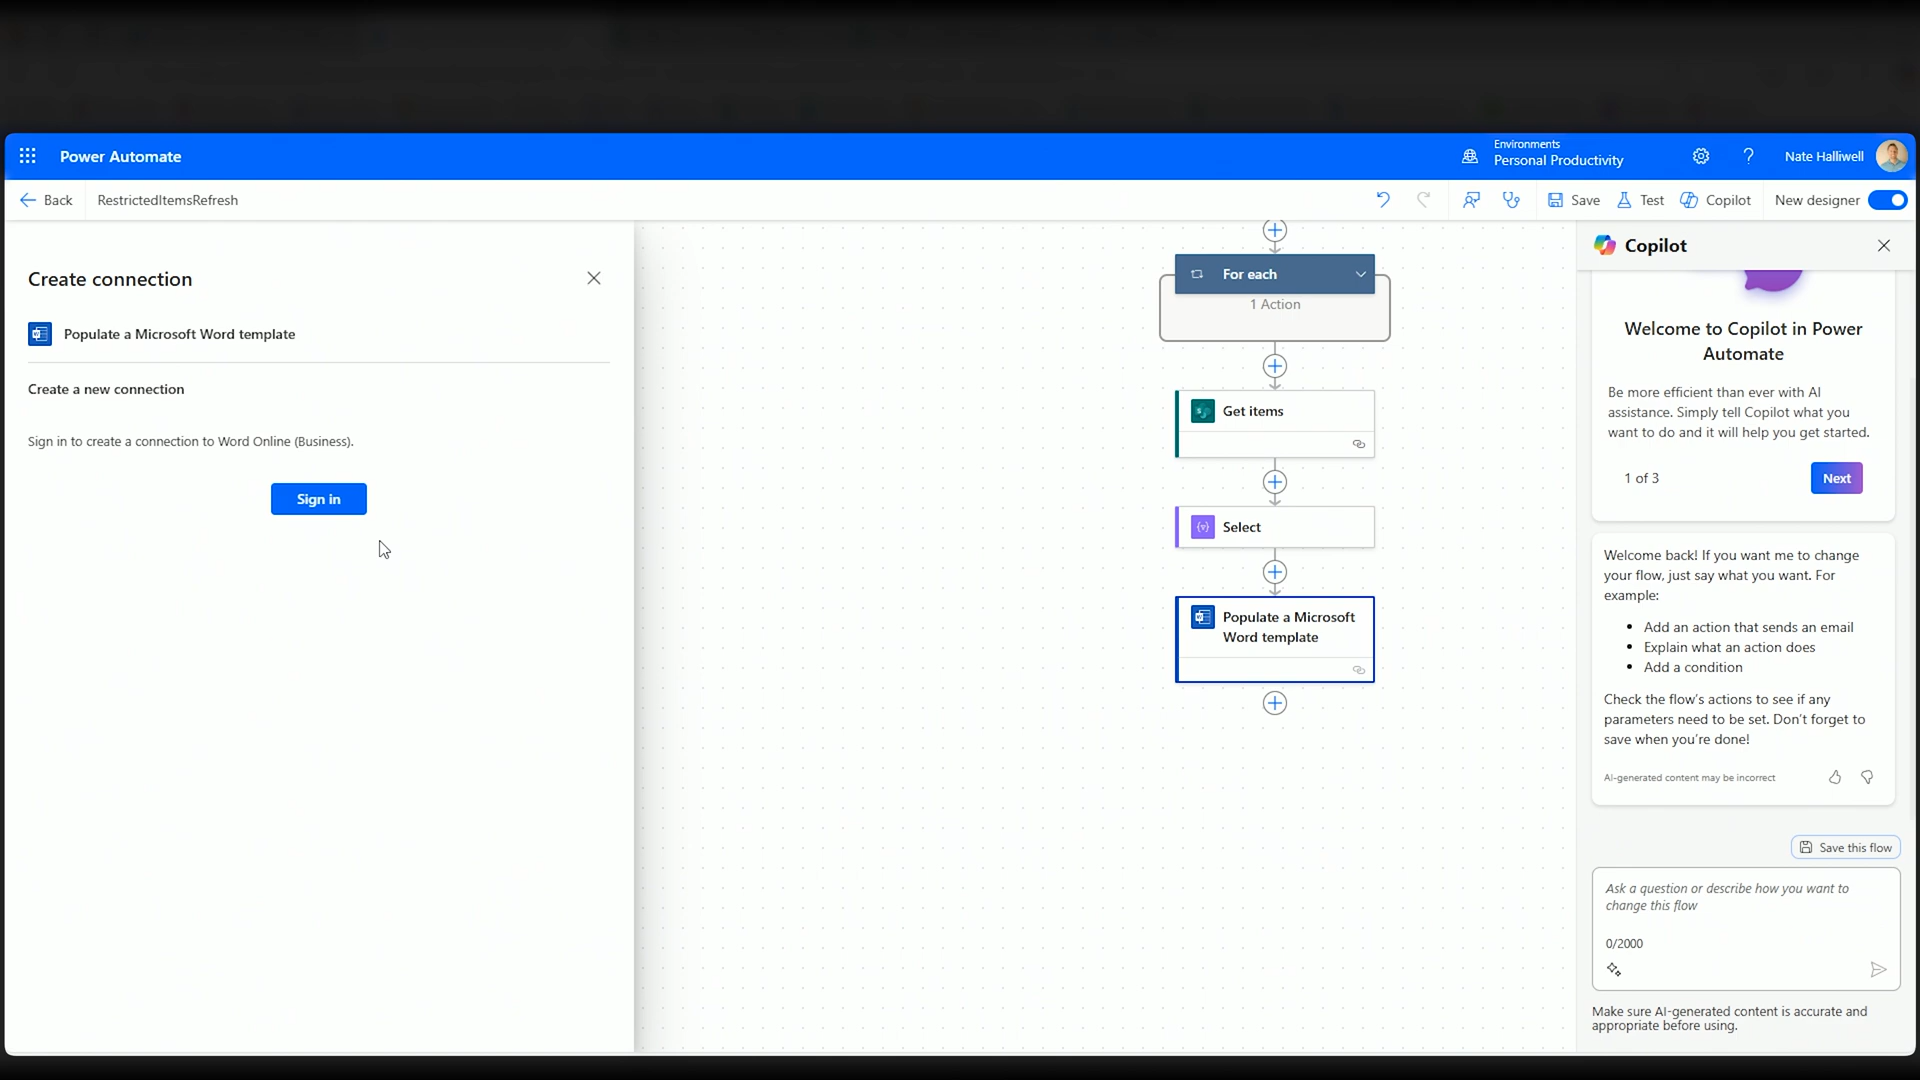 Power Automate
Environments
Personal Productivity
?
Nate Halliwell
Back
RestrictedItemsRefresh
Save
Test
Copilot
New designer
Create connection
Populate a Microsoft Word template
Create a new connection
Sign in to create a connection to Word Online (Business).
Sign in
For each
1 Action
Get items
Select
Populate a Microsoft
Word template
Copilot
Welcome to Copilot in Power
Automate
Be more efficient than ever with AI
assistance. Simply tell Copilot what you
want to do and it will help you get started.
1 of 3
Next
Welcome back! If you want me to change
your flow, just say what you want. For
example:
• Add an action that sends an email
• Explain what an action does
• Add a condition
Check the flow's actions to see if any
parameters need to be set. Don't forget to
save when you're done!
AI-generated content may be incorrect
Save this flow
Ask a question or describe how you want to
change this flow
0/2000
Make sure AI-generated content is accurate and
appropriate before using.